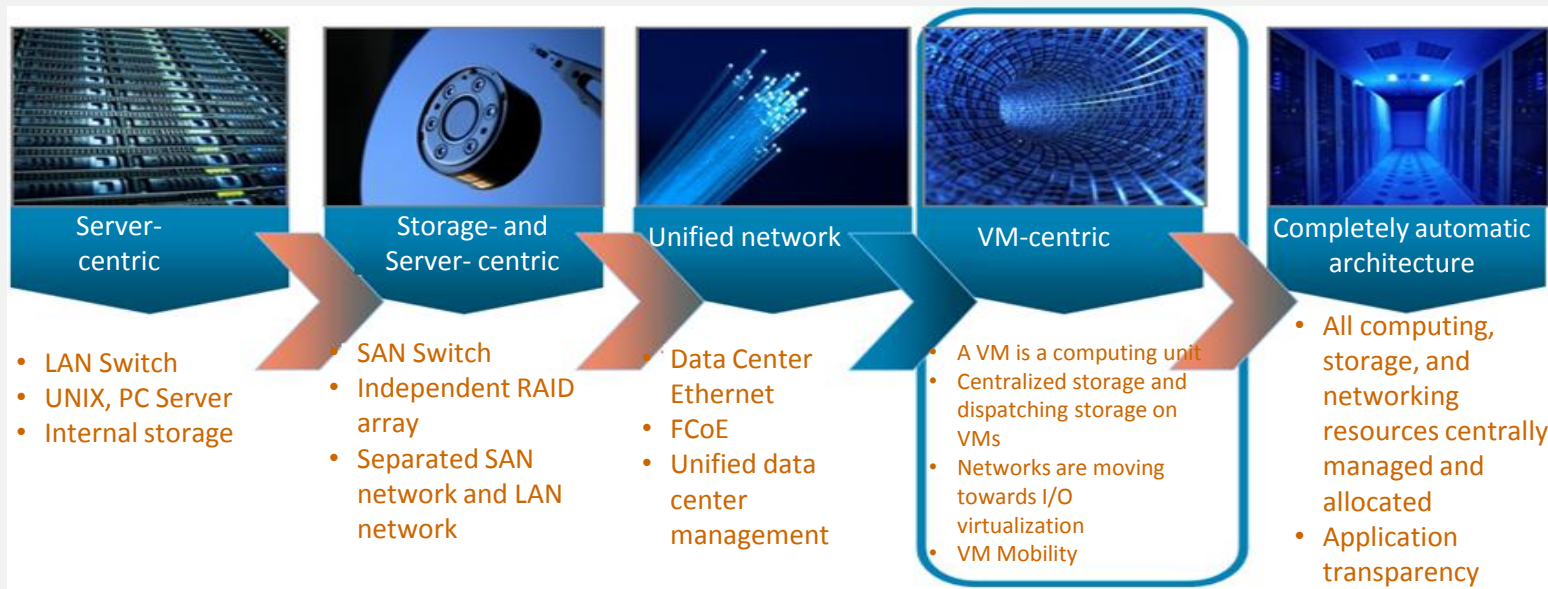 Server-
centric
• LAN Switch
• UNIX, PC Server
• Internal storage
Storage- and
Server- centric
• SAN Switch
• Independent RAID
array
• Separated SAN
network and LAN
network
Unified network
• Data Center
Ethernet
• FCoE
• Unified data
center
management
VM-centric
• A VM is a computing unit
• Centralized storage and
dispatching storage on
VMs
• Networks are moving
towards I/O
virtualization
• VM Mobility
Completely automatic
architecture
• All computing,
storage, and
networking
resources centrally
managed and
allocated
• Application
transparency